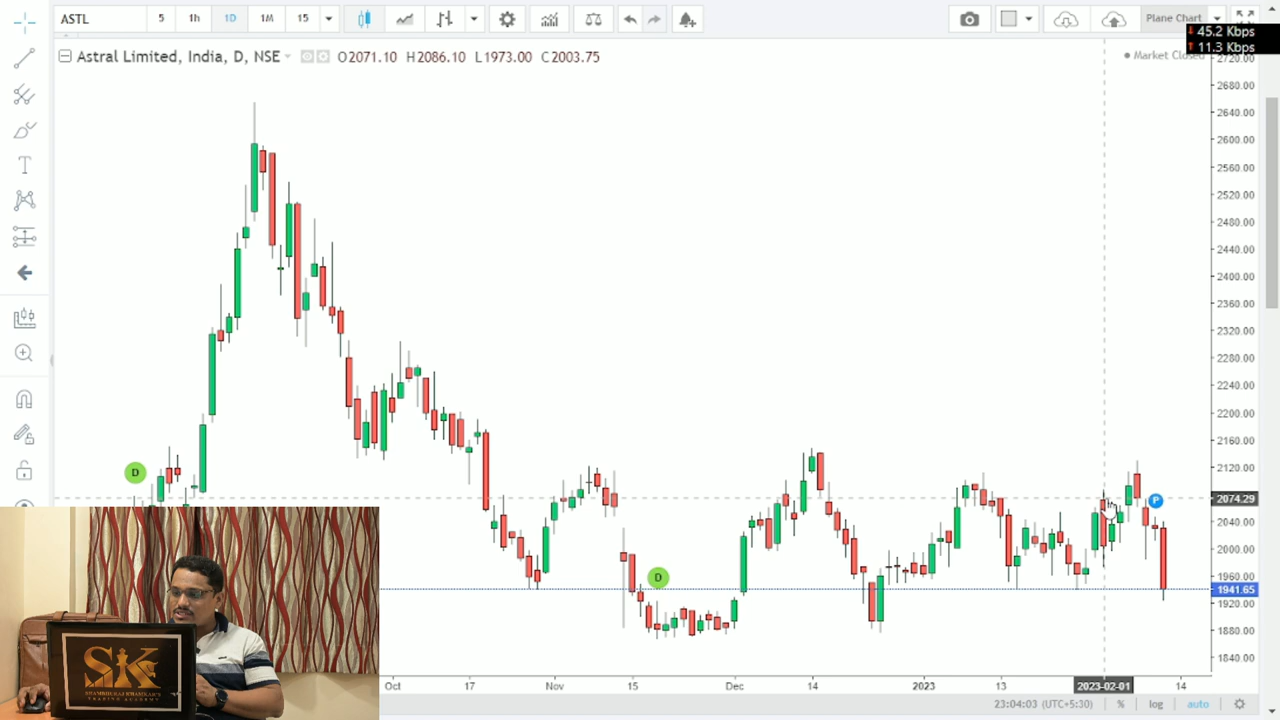 ASTL 5 1h 1D 1M 15 Plane Chart
45.2 Kbps
11.3 Kbps
Astral Limited, India, D, NSE O2071.10 H2086.10 L1973.00 C2003.75 Market Closed
2720.00
2680.00
2640.00
2600.00
2560.00
2520.00
2480.00
2440.00
2400.00
2360.00
2320.00
2280.00
2240.00
2200.00
2160.00
2120.00
D
P
2074.29
2040.00
2000.00
D
1960.00
1941.65
1920.00
1880.00
1840.00
SK
SHAMBHURAJ KHAMKAR'S
TRADING ACADEMY
Oct 17 Nov 15 Dec 14 2023 13 2023-02-01 14
23:04:03 (UTC+5:30) % log auto